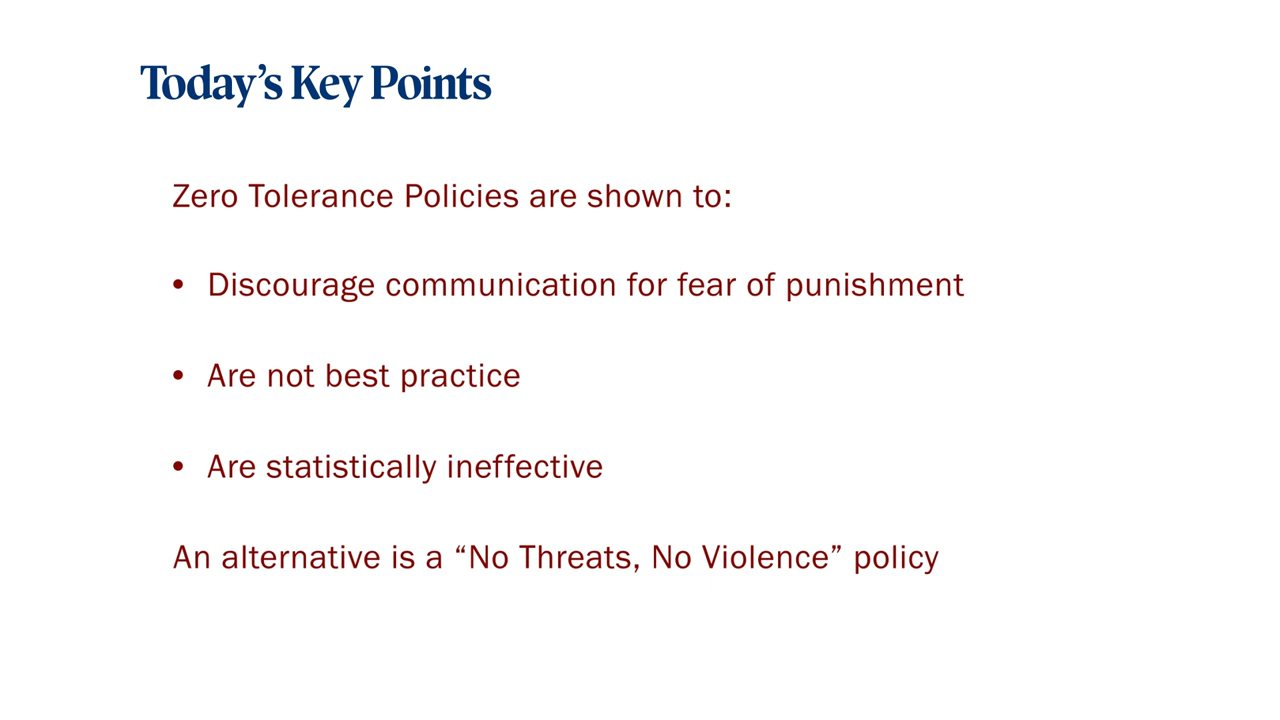 Today’s Key Points
Zero Tolerance Policies are shown to:
• Discourage communication for fear of punishment
• Are not best practice
• Are statistically ineffective
An alternative is a “No Threats, No Violence” policy